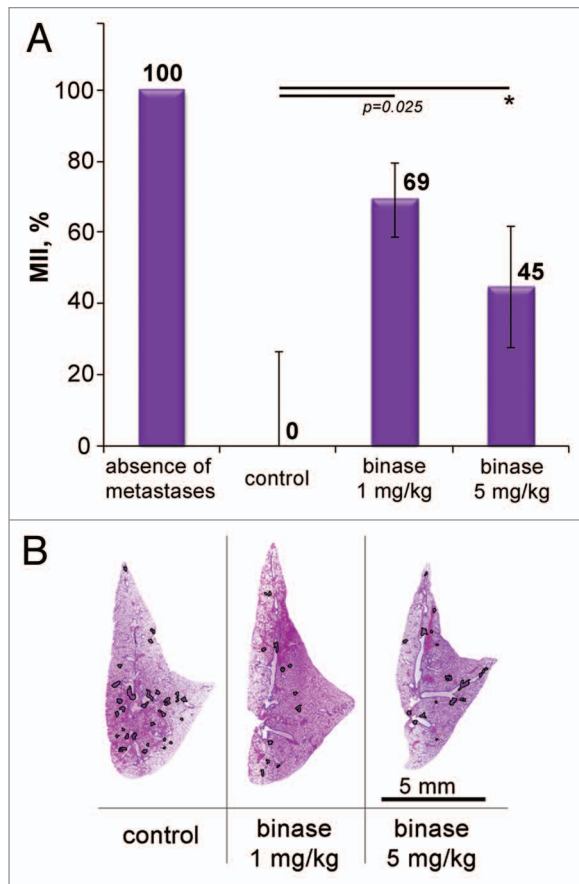 A
MII, %
100
80
60
40
20
0
100
0
69
45
p=0.025
*
absence of
metastases
control
binase
1 mg/kg
binase
5 mg/kg
B
5 mm
control
binase
1 mg/kg
binase
5 mg/kg